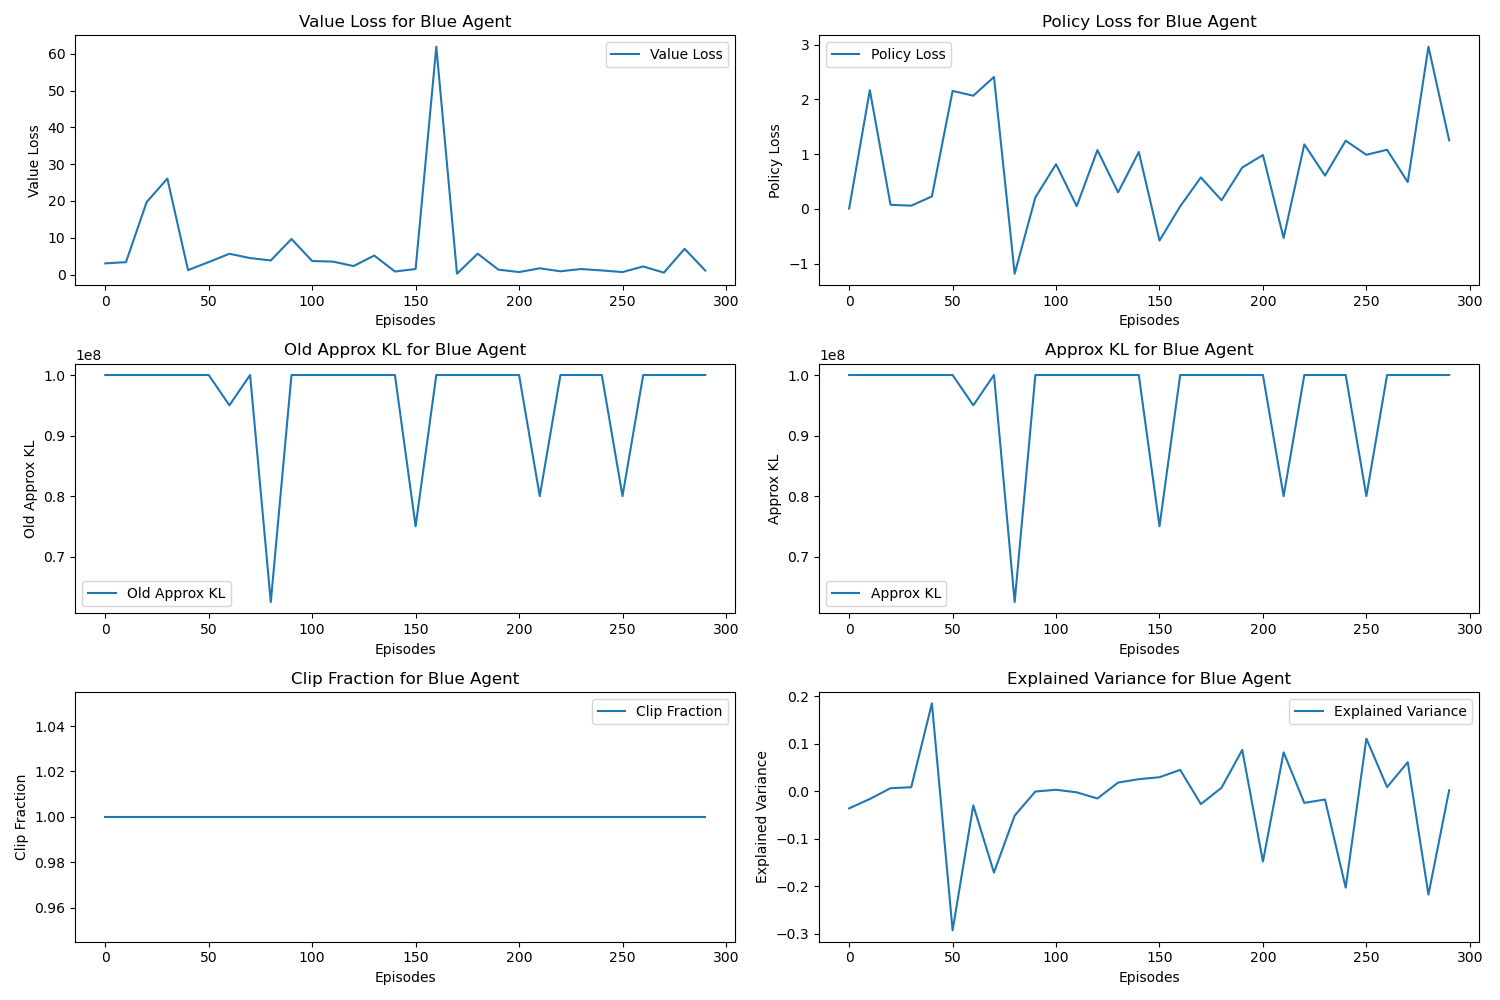 Value Loss for Blue Agent
Value Loss
60
50
40
30
20
10
0
Value Loss
0 50 100 150 200 250 300
Episodes
Policy Loss for Blue Agent
Policy Loss
3
2
1
0
−1
Policy Loss
0 50 100 150 200 250 300
Episodes
Old Approx KL for Blue Agent
1e8
1.0
0.9
0.8
0.7
Old Approx KL
Old Approx KL
0 50 100 150 200 250 300
Episodes
Approx KL for Blue Agent
1e8
1.0
0.9
0.8
0.7
Approx KL
Approx KL
0 50 100 150 200 250 300
Episodes
Clip Fraction for Blue Agent
Clip Fraction
1.04
1.02
1.00
0.98
0.96
Clip Fraction
0 50 100 150 200 250 300
Episodes
Explained Variance for Blue Agent
Explained Variance
0.2
0.1
0.0
−0.1
−0.2
−0.3
Explained Variance
0 50 100 150 200 250 300
Episodes